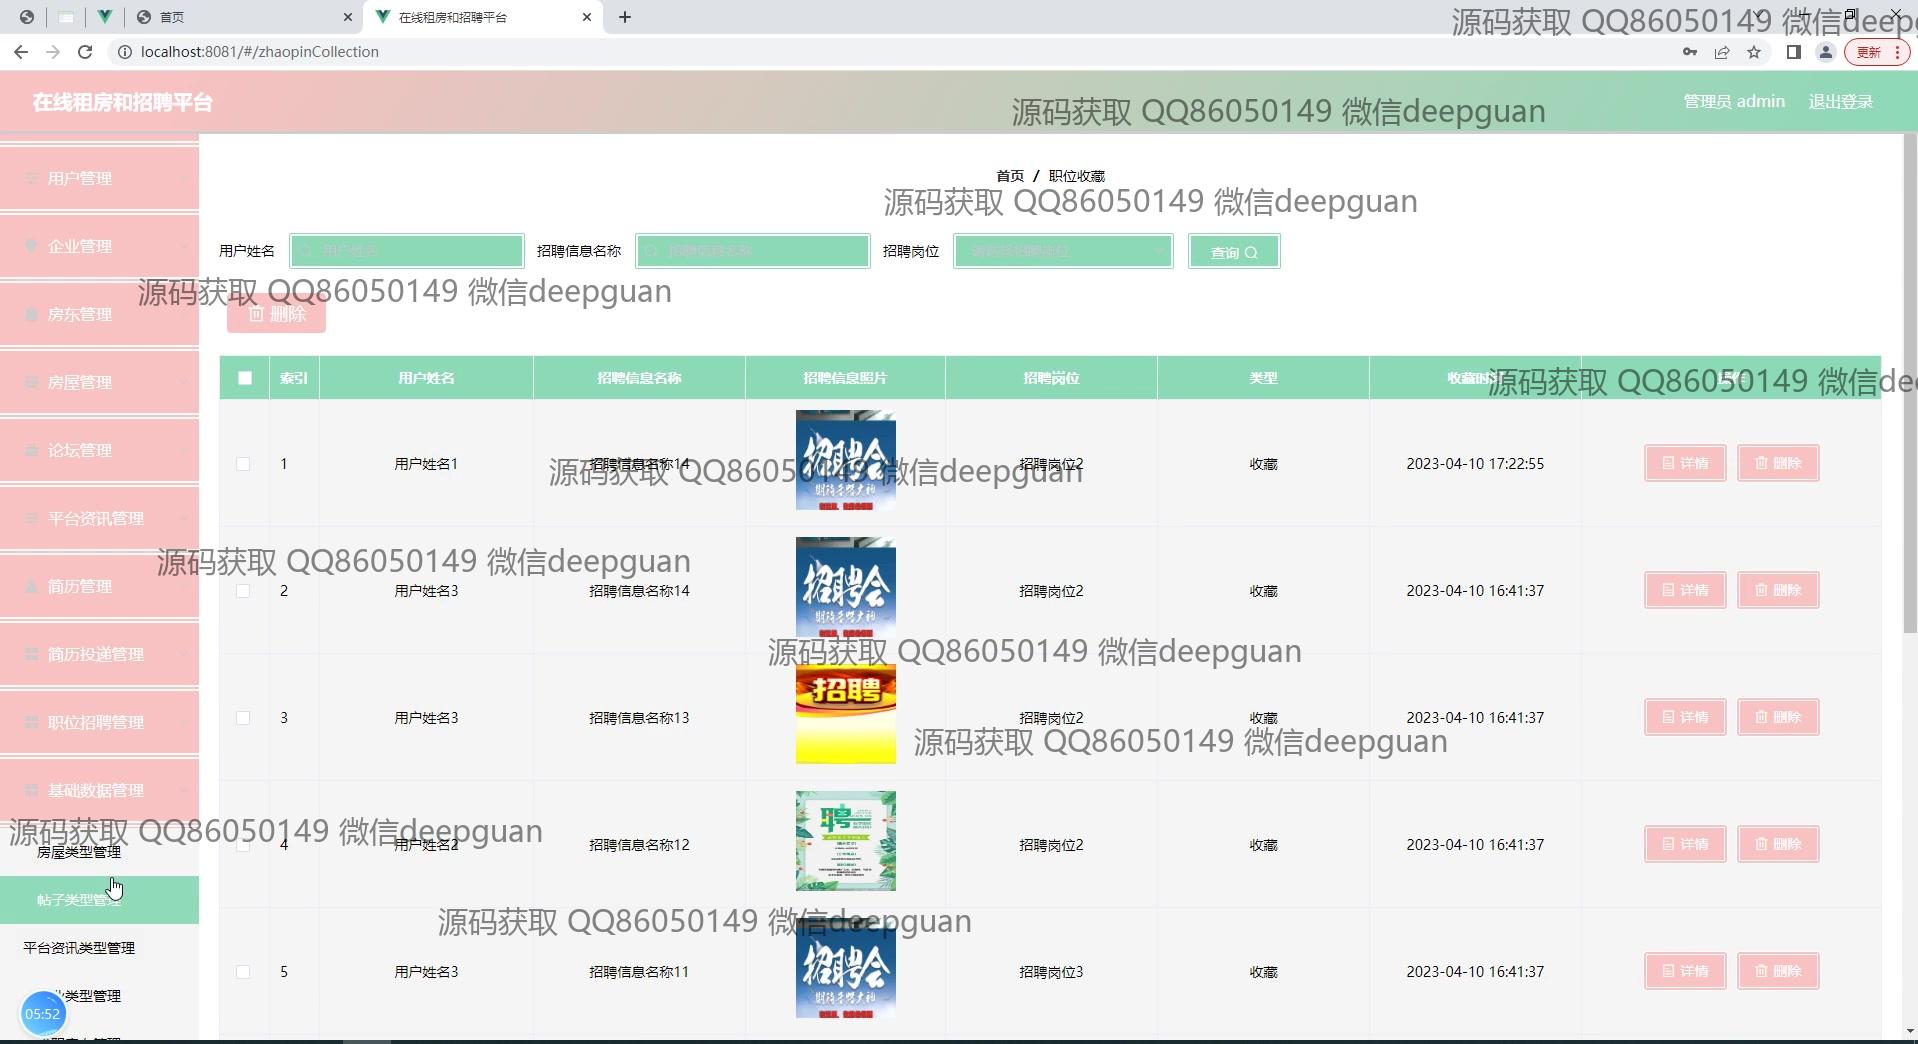 首页
在线租房和招聘平台
源码获取 QQ86050149 微信deepg
localhost:8081/#/zhaopinCollection
更新
在线租房和招聘平台
源码获取 QQ86050149 微信deepguan
管理员 admin
退出登录
用户管理
首页 / 职位收藏
源码获取 QQ86050149 微信deepguan
企业管理
用户姓名
用户姓名
招聘信息名称
招聘信息名称
招聘岗位
请选择招聘岗位
查询
源码获取 QQ86050149 微信deepguan
房东管理
删除
房屋管理
索引 用户姓名 招聘信息名称 招聘信息照片 招聘岗位 类型 收藏时间
源码获取 QQ86050149 微信de
论坛管理
1 用户姓名1 招聘信息名称14 招聘会 招聘岗位2 收藏 2023-04-10 17:22:55 详情 删除
源码获取 QQ86050149 微信deepguan
平台资讯管理
源码获取 QQ86050149 微信deepguan
简历管理
2 用户姓名3 招聘信息名称14 招聘会 招聘岗位2 收藏 2023-04-10 16:41:37 详情 删除
简历投递管理
源码获取 QQ86050149 微信deepguan
职位招聘管理
3 用户姓名3 招聘信息名称13 招聘 招聘岗位2 收藏 2023-04-10 16:41:37 详情 删除
源码获取 QQ86050149 微信deepguan
基础数据管理
源码获取 QQ86050149 微信deepguan
4 用户姓名2 招聘信息名称12 聘 招聘岗位2 收藏 2023-04-10 16:41:37 详情 删除
房屋类型管理
帖子类型管理
源码获取 QQ86050149 微信deepguan
平台资讯类型管理
5 用户姓名3 招聘信息名称11 招聘会 招聘岗位3 收藏 2023-04-10 16:41:37 详情 删除
类型管理
05:52